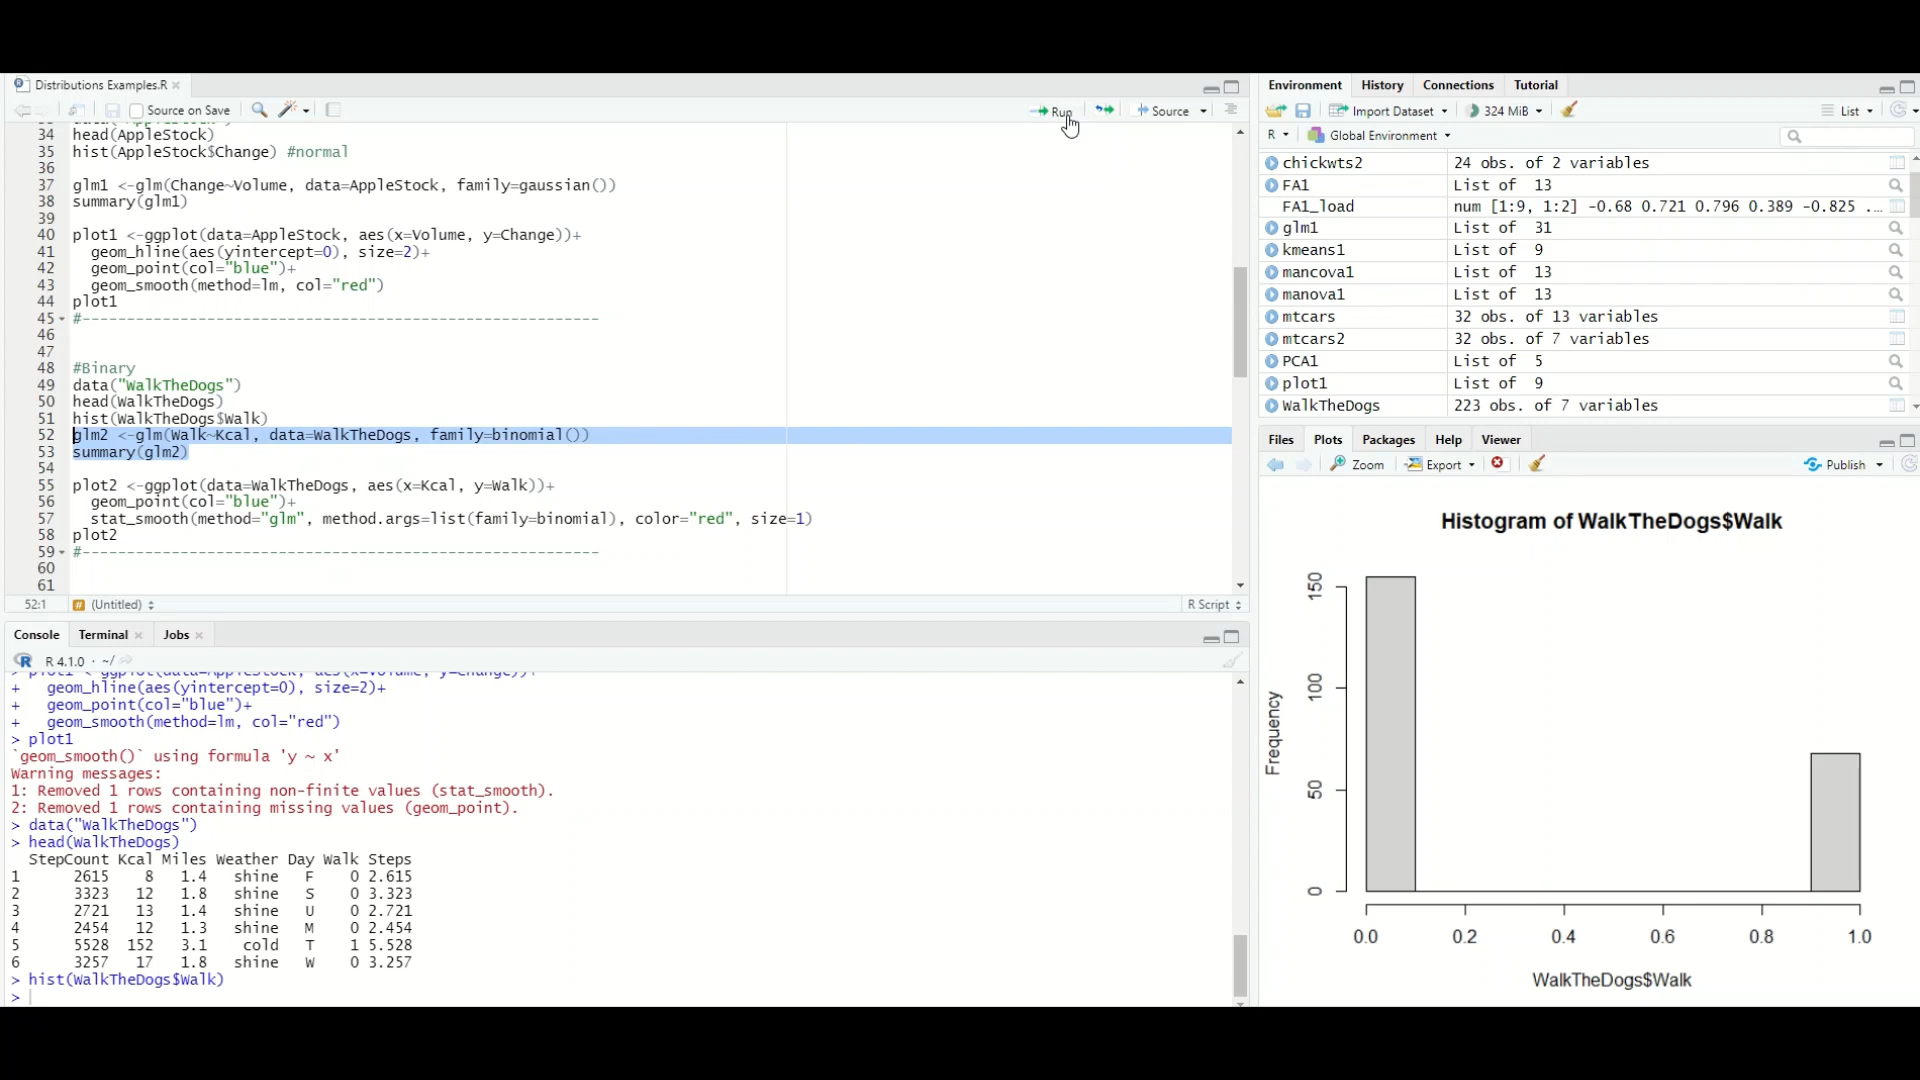 Distributions Examples.R
Source on Save
Run
Source
34 head(AppleStock)
35 hist(AppleStock$Change) #normal
36
37 glm1 <-glm(Change~Volume, data=AppleStock, family=gaussian())
38 summary(glm1)
39
40 plot1 <-ggplot(data=AppleStock, aes(x=Volume, y=Change))+
41 geom_hline(aes(yintercept=0), size=2)+
42 geom_point(col="blue")+
43 geom_smooth(method=lm, col="red")
44 plot1
45 #----------------------------------------------------------
46
47
48 #Binary
49 data("WalkTheDogs")
50 head(WalkTheDogs)
51 hist(WalkTheDogs$Walk)
52 glm2 <-glm(Walk~Kcal, data=WalkTheDogs, family=binomial())
53 summary(glm2)
54
55 plot2 <-ggplot(data=WalkTheDogs, aes(x=Kcal, y=Walk))+
56 geom_point(col="blue")+
57 stat_smooth(method="glm", method.args=list(family=binomial), color="red", size=1)
58 plot2
59 #----------------------------------------------------------
60
61
52:1 # (Untitled) R Script
Console Terminal Jobs
R R 4.1.0 · ~/
> plot1 <-ggplot(data=AppleStock, aes(x=Volume, y=Change))+
+ geom_hline(aes(yintercept=0), size=2)+
+ geom_point(col="blue")+
+ geom_smooth(method=lm, col="red")
> plot1
`geom_smooth()` using formula 'y ~ x'
Warning messages:
1: Removed 1 rows containing non-finite values (stat_smooth).
2: Removed 1 rows containing missing values (geom_point).
> data("WalkTheDogs")
> head(WalkTheDogs)
StepCount Kcal Miles Weather Day Walk Steps
1 2615 8 1.4 shine F 0 2.615
2 3323 12 1.8 shine S 0 3.323
3 2721 13 1.4 shine U 0 2.721
4 2454 12 1.3 shine M 0 2.454
5 5528 152 3.1 cold T 1 5.528
6 3257 17 1.8 shine W 0 3.257
> hist(WalkTheDogs$Walk)
>
Environment History Connections Tutorial
Import Dataset 324 MiB List
R Global Environment
chickwts2 24 obs. of 2 variables
FA1 List of 13
FA1_load num [1:9, 1:2] -0.68 0.721 0.796 0.389 -0.825 ...
glm1 List of 31
kmeans1 List of 9
mancova1 List of 13
manova1 List of 13
mtcars 32 obs. of 13 variables
mtcars2 32 obs. of 7 variables
PCA1 List of 5
plot1 List of 9
WalkTheDogs 223 obs. of 7 variables
Files Plots Packages Help Viewer
Zoom Export Publish
Histogram of WalkTheDogs$Walk
Frequency
150
100
50
0
0.0 0.2 0.4 0.6 0.8 1.0
WalkTheDogs$Walk